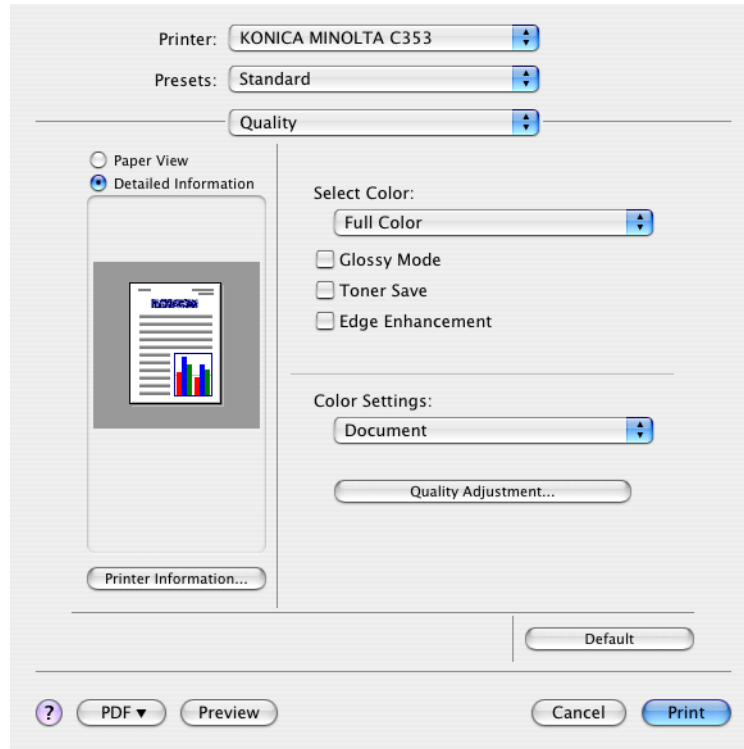 Printer: KONICA MINOLTA C353
Presets: Standard
Quality
Paper View
Detailed Information
Select Color:
Full Color
Glossy Mode
Toner Save
Edge Enhancement
Color Settings:
Document
Quality Adjustment...
Printer Information...
Default
? PDF▼ Preview Cancel Print